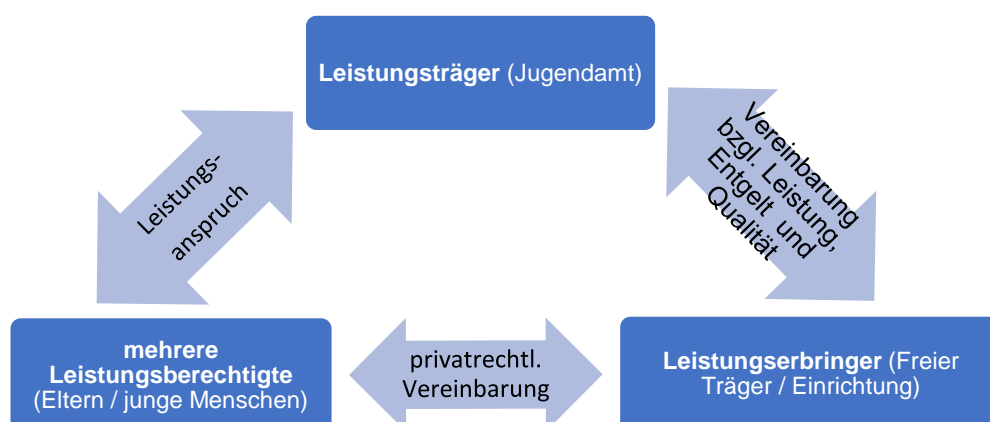 Leistungsträger (Jugendamt)
Leistungs-
anspruch
Vereinbarung
bzgl. Leistung,
Entgelt und
Qualität
mehrere
Leistungsberechtigte
(Eltern / junge Menschen)
privatrechtl.
Vereinbarung
Leistungserbringer (Freier
Träger / Einrichtung)